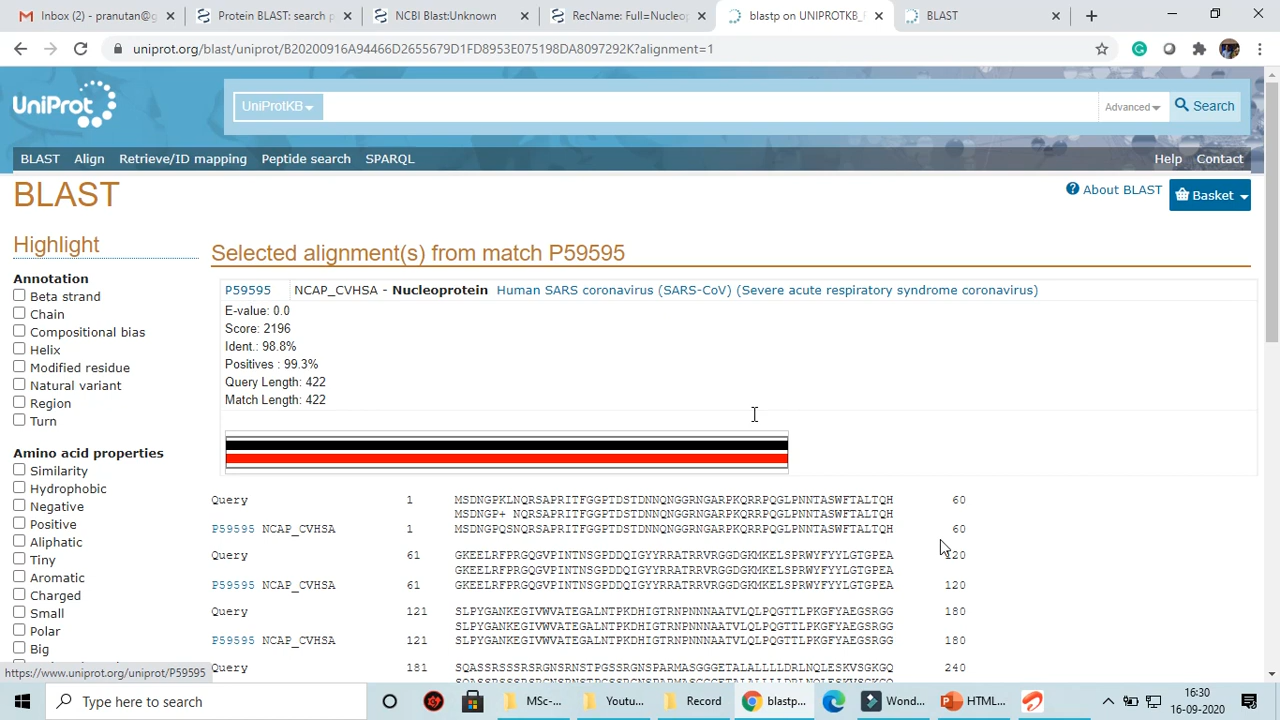 Inbox (16) - pranutan@g
Protein BLAST: search p
NCBI Blast:Unknown
RecName: Full=Nucleop
blastp on UNIPROTKB_
BLAST
uniprot.org/blast/uniprot/B20200916A94466D2655679D1FD8953E075198DA8097292K?alignment=1
UniProt
UniProtKB
Advanced
Search
BLAST Align Retrieve/ID mapping Peptide search SPARQL
Help Contact
BLAST
About BLAST
Basket
Highlight
Annotation
Beta strand
Chain
Compositional bias
Helix
Modified residue
Natural variant
Region
Turn
Amino acid properties
Similarity
Hydrophobic
Negative
Positive
Aliphatic
Tiny
Aromatic
Charged
Small
Polar
Big
Selected alignment(s) from match P59595
P59595 NCAP_CVHSA - Nucleoprotein Human SARS coronavirus (SARS-CoV) (Severe acute respiratory syndrome coronavirus)
E-value: 0.0
Score: 2196
Ident.: 98.8%
Positives : 99.3%
Query Length: 422
Match Length: 422
Query 1 MSDNGPKLNQRSAPRITFGGPTDSTDNNQNGGRNGARPKQRRPQGLPNNTASWFTALTQH 60
MSDNGP+ NQRSAPRITFGGPTDSTDNNQNGGRNGARPKQRRPQGLPNNTASWFTALTQH
P59595 NCAP_CVHSA 1 MSDNGPQSNQRSAPRITFGGPTDSTDNNQNGGRNGARPKQRRPQGLPNNTASWFTALTQH 60
Query 61 GKEELRFPRGQGVPINTNSGPDDQIGYYRRATRRVRGGDGKMKELSPRWYFYYLGTGPEA 120
GKEELRFPRGQGVPINTNSGPDDQIGYYRRATRRVRGGDGKMKELSPRWYFYYLGTGPEA
P59595 NCAP_CVHSA 61 GKEELRFPRGQGVPINTNSGPDDQIGYYRRATRRVRGGDGKMKELSPRWYFYYLGTGPEA 120
Query 121 SLPYGANKEGIVWVATEGALNTPKDHIGTRNPNNNAATVLQLPQGTTLPKGFYAEGSRGG 180
SLPYGANKEGIVWVATEGALNTPKDHIGTRNPNNNAATVLQLPQGTTLPKGFYAEGSRGG
P59595 NCAP_CVHSA 121 SLPYGANKEGIVWVATEGALNTPKDHIGTRNPNNNAATVLQLPQGTTLPKGFYAEGSRGG 180
Query 181 SQASSRSSSRSRGNSRNSTPGSSRGNSPARMASGGGETALALLLLDRLNQLESKVSGKGQ 240
https://www.uniprot.org/uniprot/P59595
Type here to search
MSc-...
Youtu...
Record
blastp...
Wond...
HTML...
16:30
16-09-2020